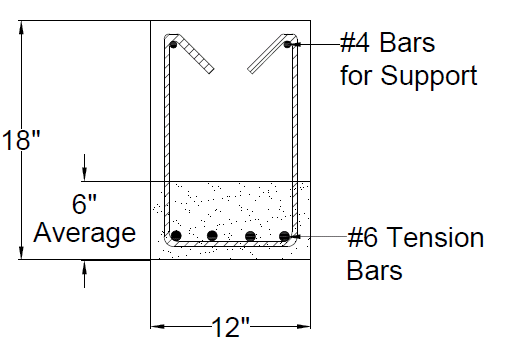 #4 Bars
for Support
18"
6"
Average
#6 Tension
Bars
12"